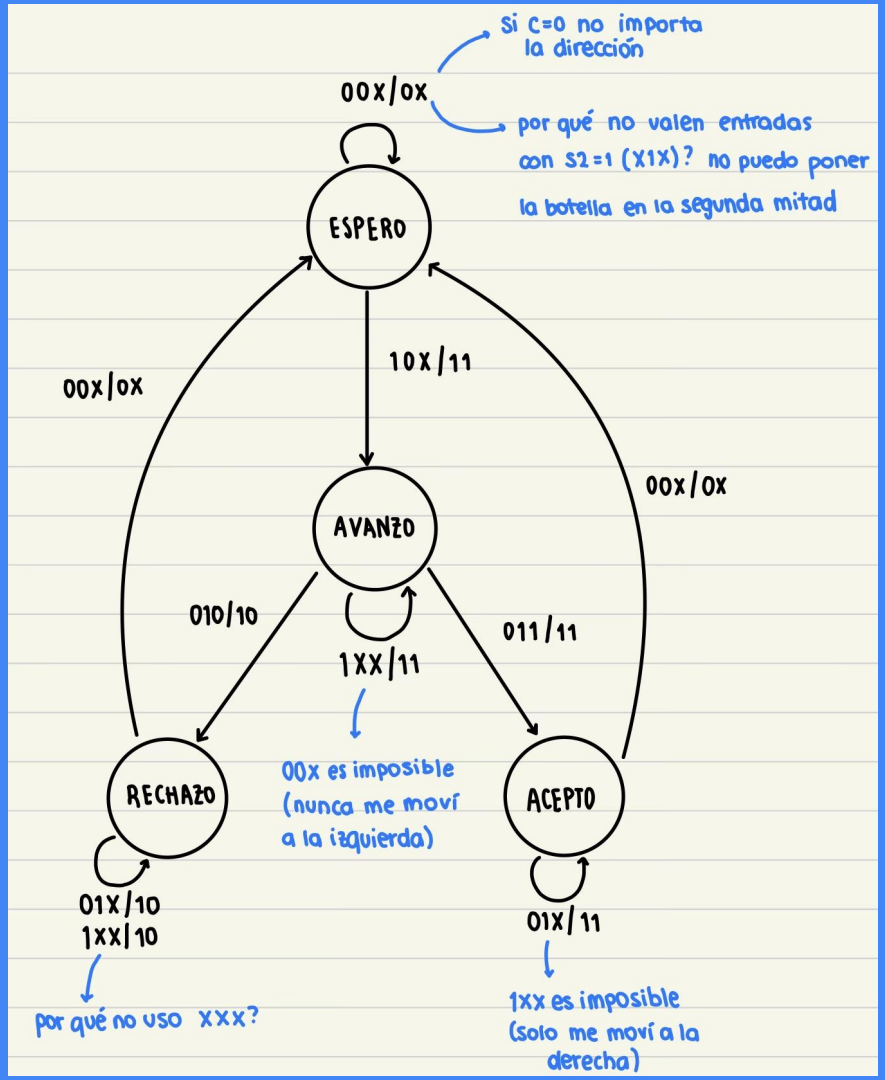 si c=0 no importa
la dirección
00x/0x
por qué no valen entradas
con s2=1 (x1x)? no puedo poner
la botella en la segunda mitad
ESPERO
10X/11
00x/0x
00x/0x
AVANZO
010/10
011/11
1XX/11
00x es imposible
(nunca me moví
a la izquierda)
RECHAZO
ACEPTO
01X/10
1XX/10
01X/11
por qué no uso xxx?
1xx es imposible
(solo me moví a la
derecha)